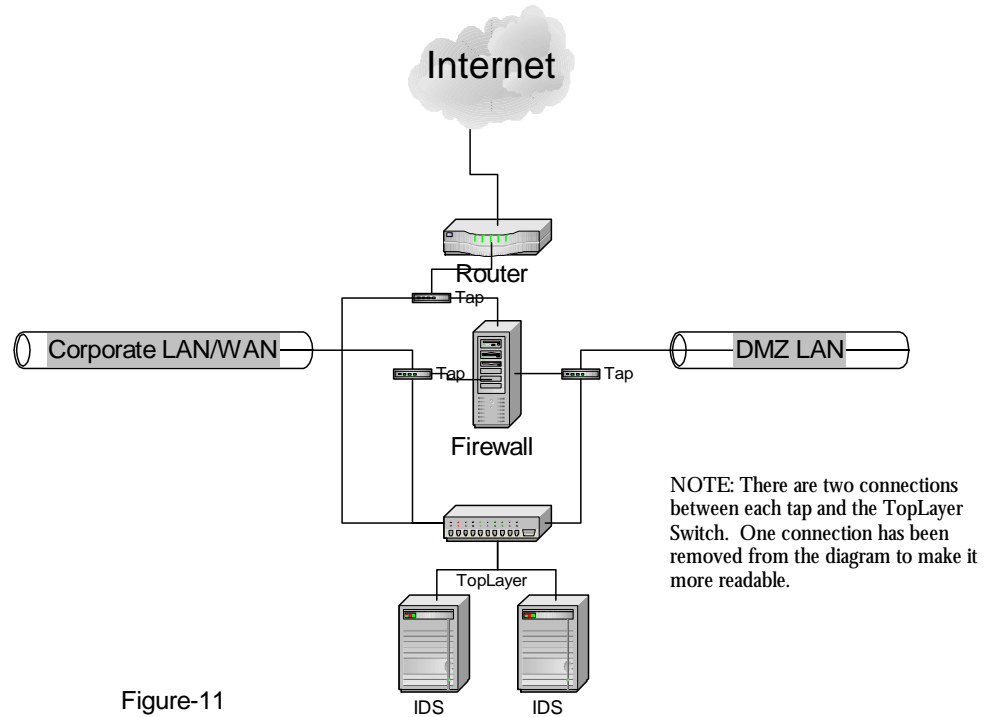 Internet
Router
Tap
Corporate LAN/WAN
DMZ LAN
Tap
Tap
Firewall
NOTE: There are two connections
between each tap and the TopLayer
Switch. One connection has been
removed from the diagram to make it
more readable.
TopLayer
Figure-11
IDS
IDS